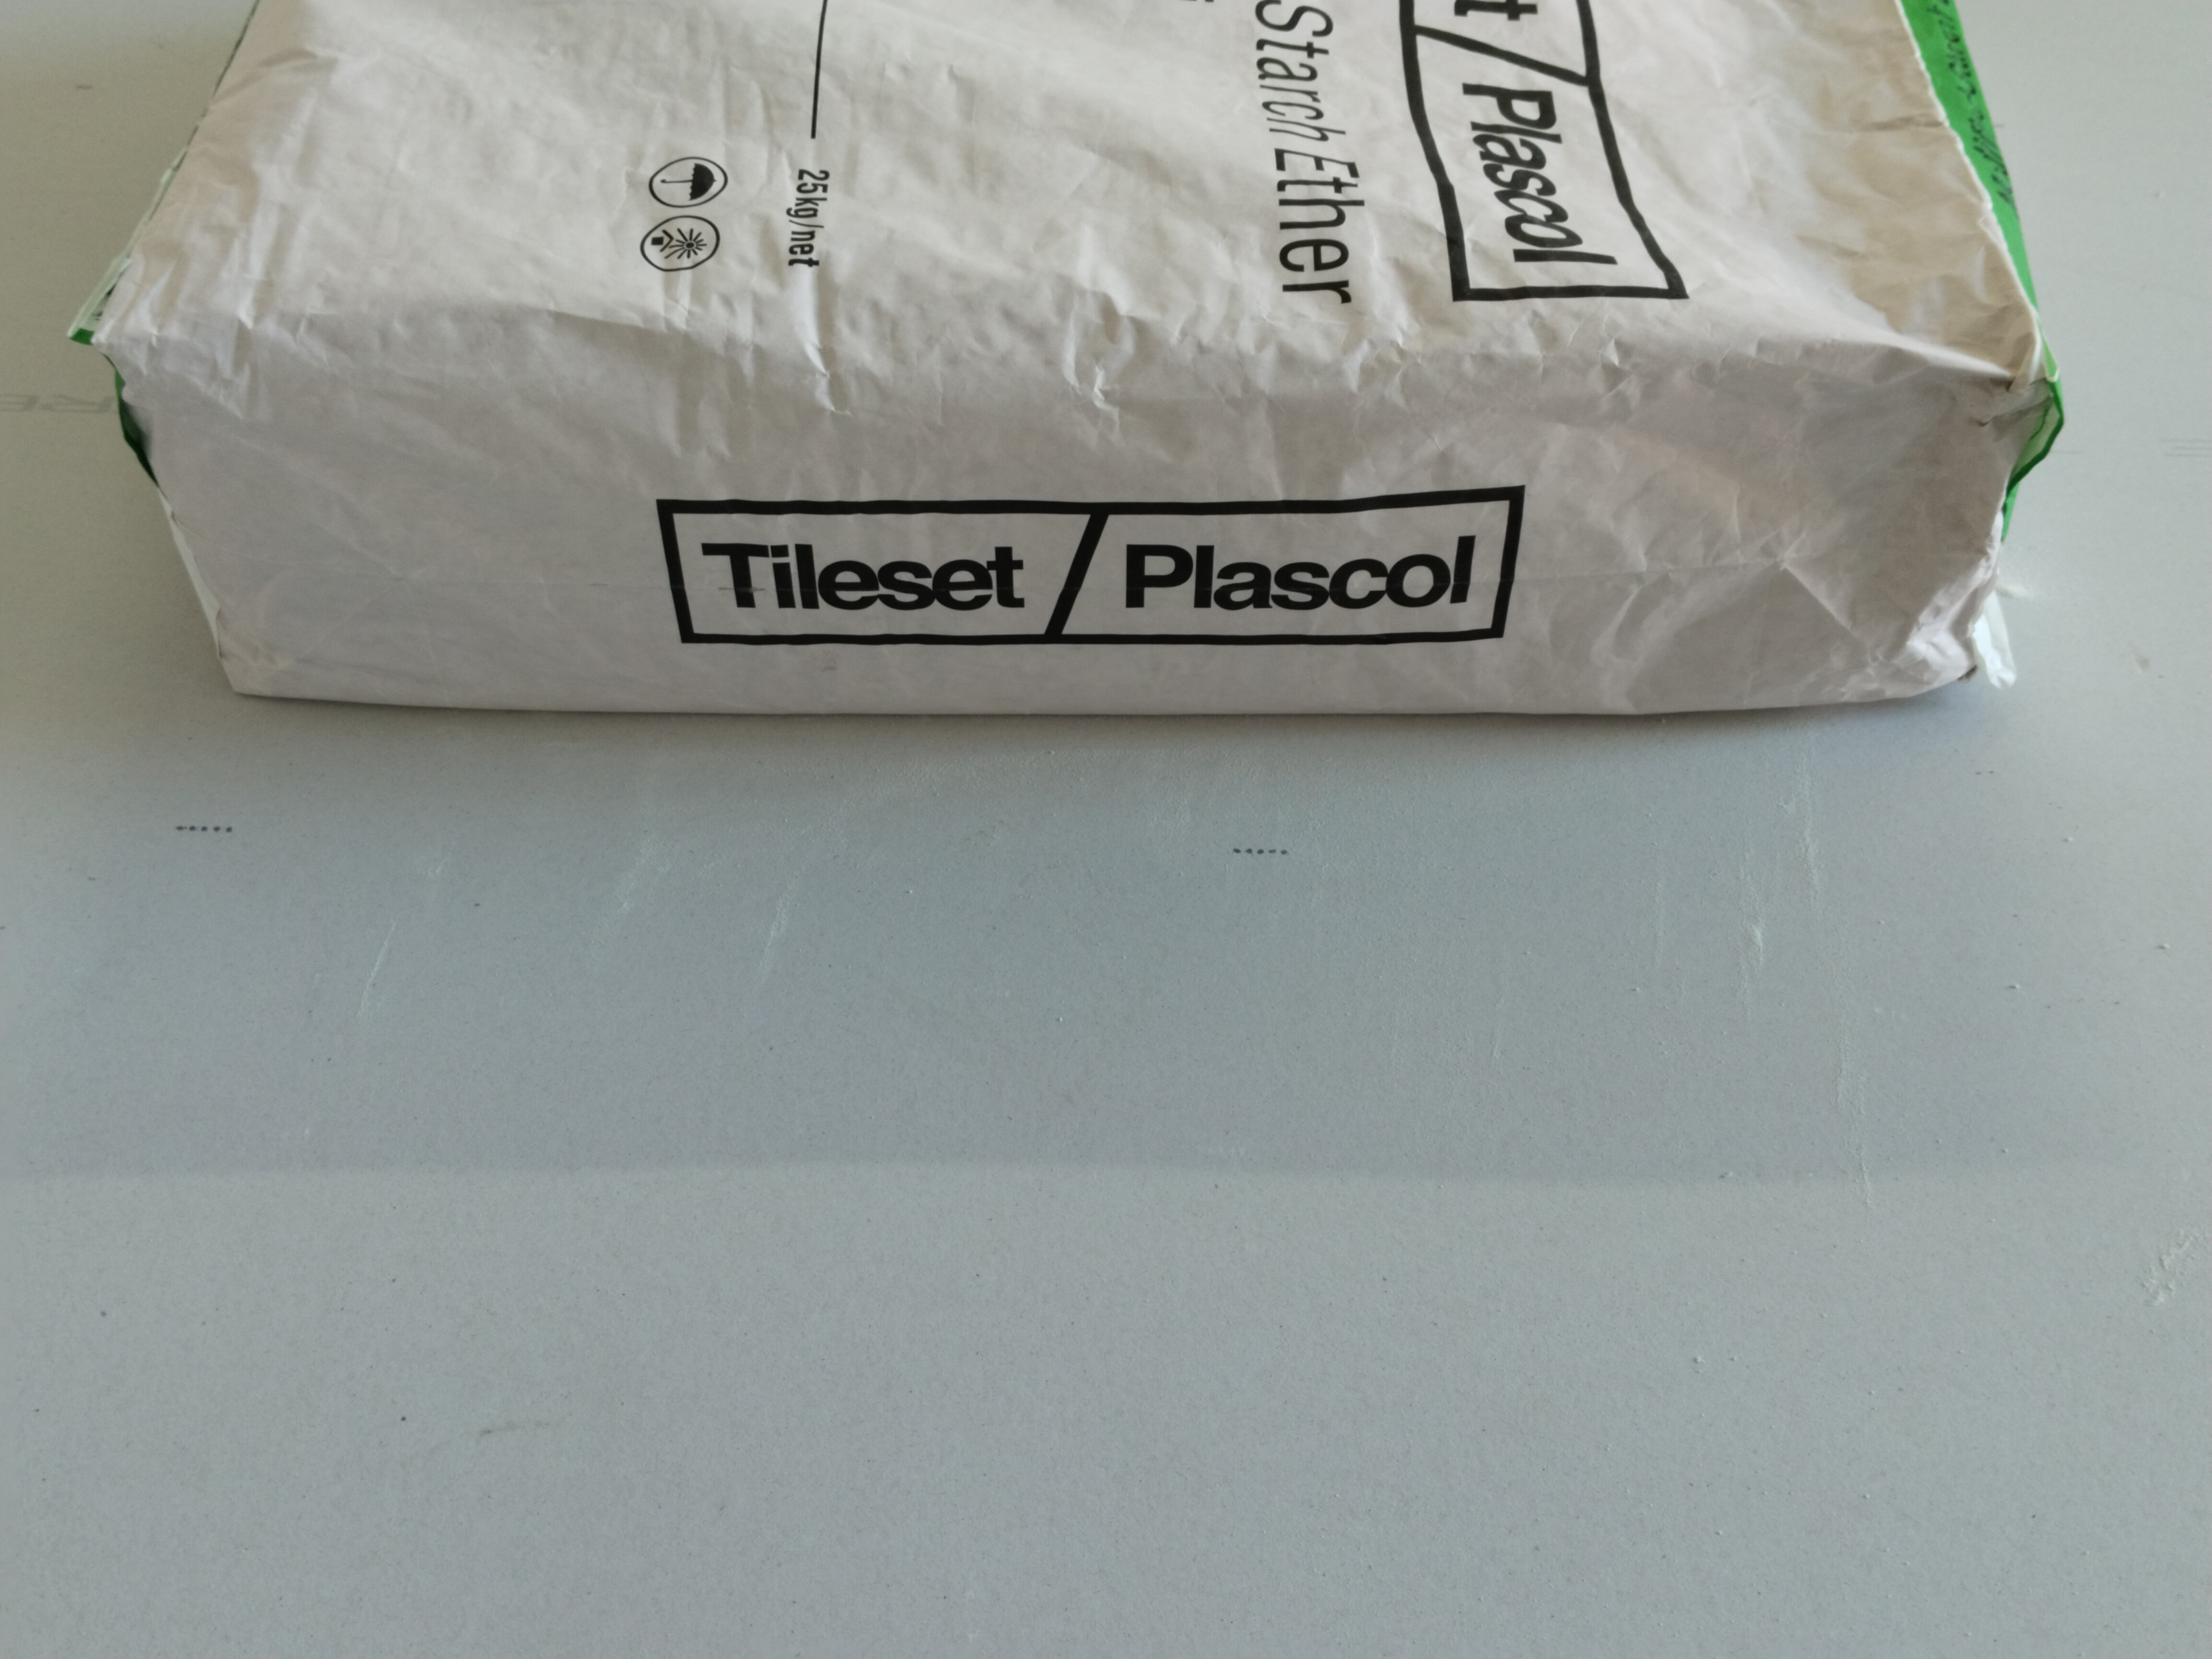 t / Plascol
Starch Ether
25kg/net
Tileset / Plascol